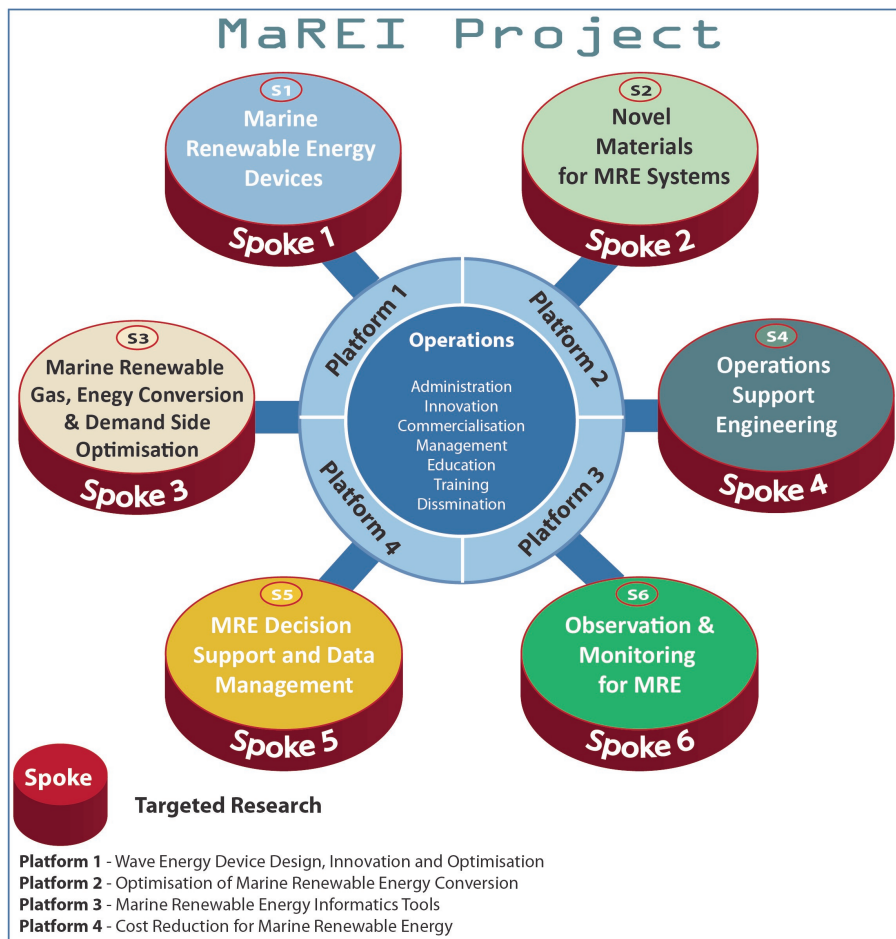 MaREI Project
S1
Marine
Renewable Energy
Devices
Spoke 1
S2
Novel
Materials
for MRE Systems
Spoke 2
Platform 1
Platform 2
S3
Marine Renewable
Gas, Enegy Conversion
& Demand Side
Optimisation
Spoke 3
Operations
Administration
Innovation
Commercialisation
Management
Education
Training
Dissmination
S4
Operations
Support
Engineering
Spoke 4
Platform 4
Platform 3
S5
MRE Decision
Support and Data
Management
Spoke 5
S6
Observation &
Monitoring
for MRE
Spoke 6
Spoke
Targeted Research
Platform 1 - Wave Energy Device Design, Innovation and Optimisation
Platform 2 - Optimisation of Marine Renewable Energy Conversion
Platform 3 - Marine Renewable Energy Informatics Tools
Platform 4 - Cost Reduction for Marine Renewable Energy